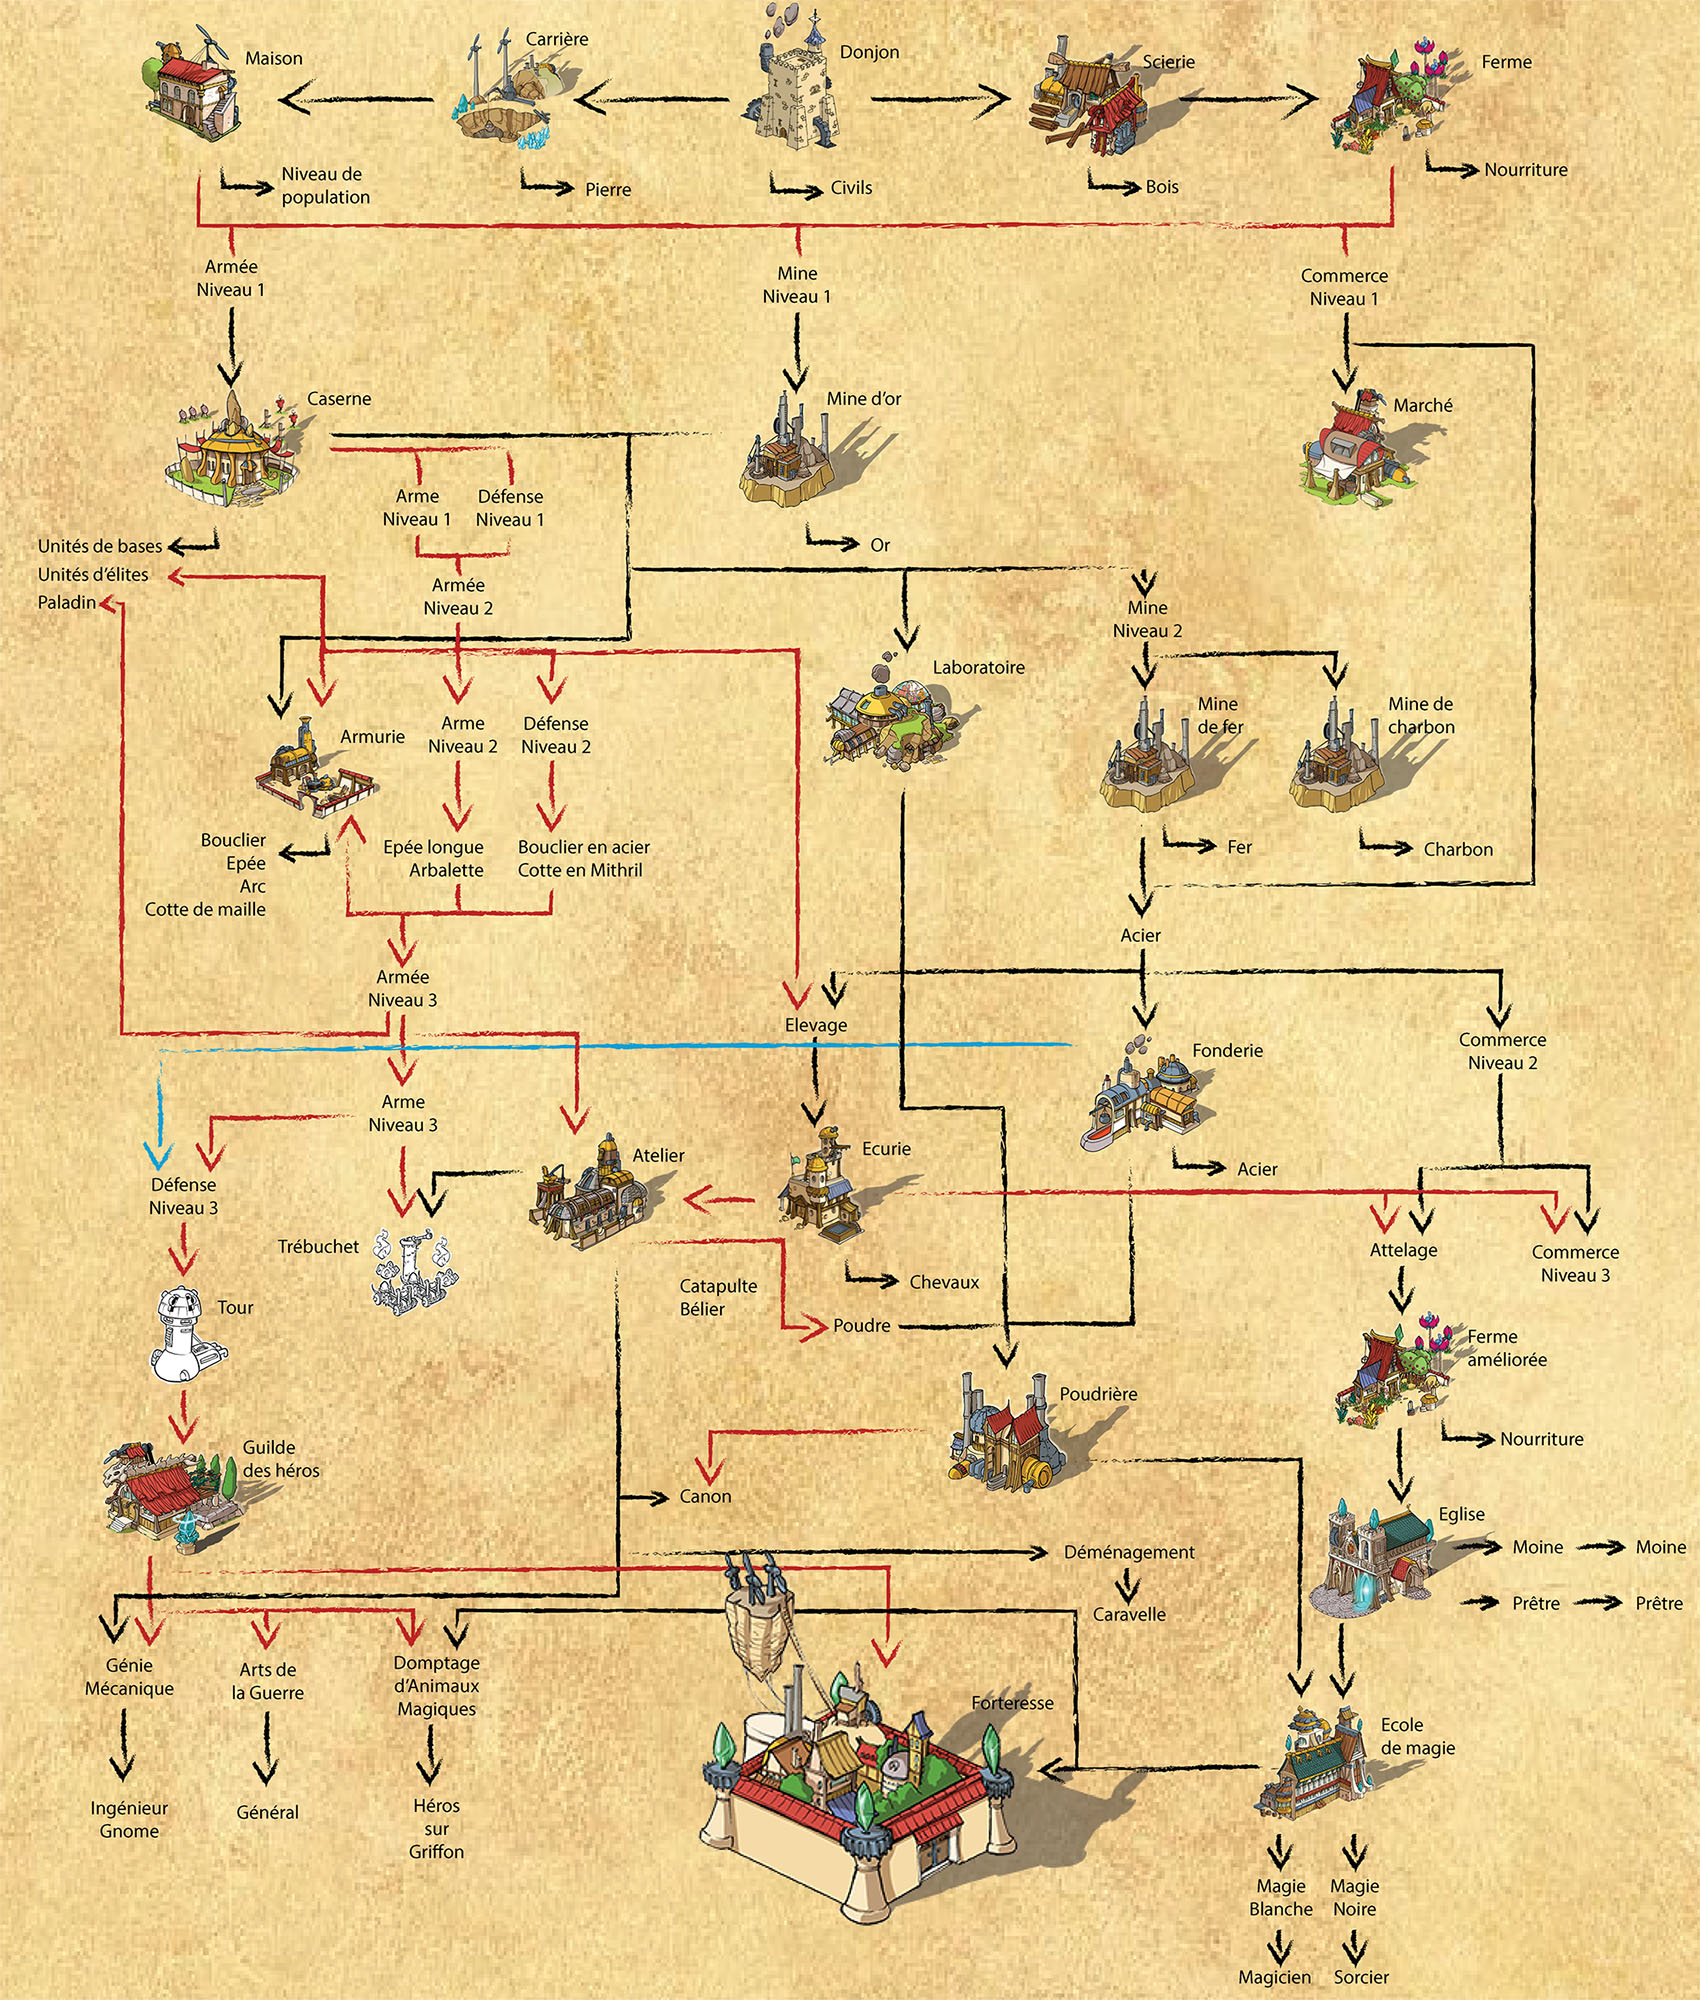 Maison
Carrière
Donjon
Scierie
Ferme
Niveau de
population
Pierre
Civils
Bois
Nourriture
Armée
Niveau 1
Mine
Niveau 1
Commerce
Niveau 1
Caserne
Mine d'or
Marché
Arme
Niveau 1
Défense
Niveau 1
Unités de bases
Unités d'élites
Paladin
Or
Armée
Niveau 2
Mine
Niveau 2
Laboratoire
Mine
de fer
Mine de
charbon
Armurie
Arme
Niveau 2
Défense
Niveau 2
Bouclier
Epée
Arc
Cotte de maille
Epée longue
Arbalette
Bouclier en acier
Cotte en Mithril
Fer
Charbon
Acier
Armée
Niveau 3
Elevage
Fonderie
Commerce
Niveau 2
Arme
Niveau 3
Atelier
Ecurie
Acier
Défense
Niveau 3
Trébuchet
Attelage
Commerce
Niveau 3
Tour
Catapulte
Bélier
Chevaux
Poudre
Ferme
améliorée
Poudrière
Nourriture
Guilde
des héros
Canon
Eglise
Moine
Moine
Déménagement
Prêtre
Prêtre
Caravelle
Génie
Mécanique
Arts de
la Guerre
Domptage
d'Animaux
Magiques
Forteresse
Ecole
de magie
Ingénieur
Gnome
Général
Héros
sur
Griffon
Magie
Blanche
Magie
Noire
Magicien
Sorcier